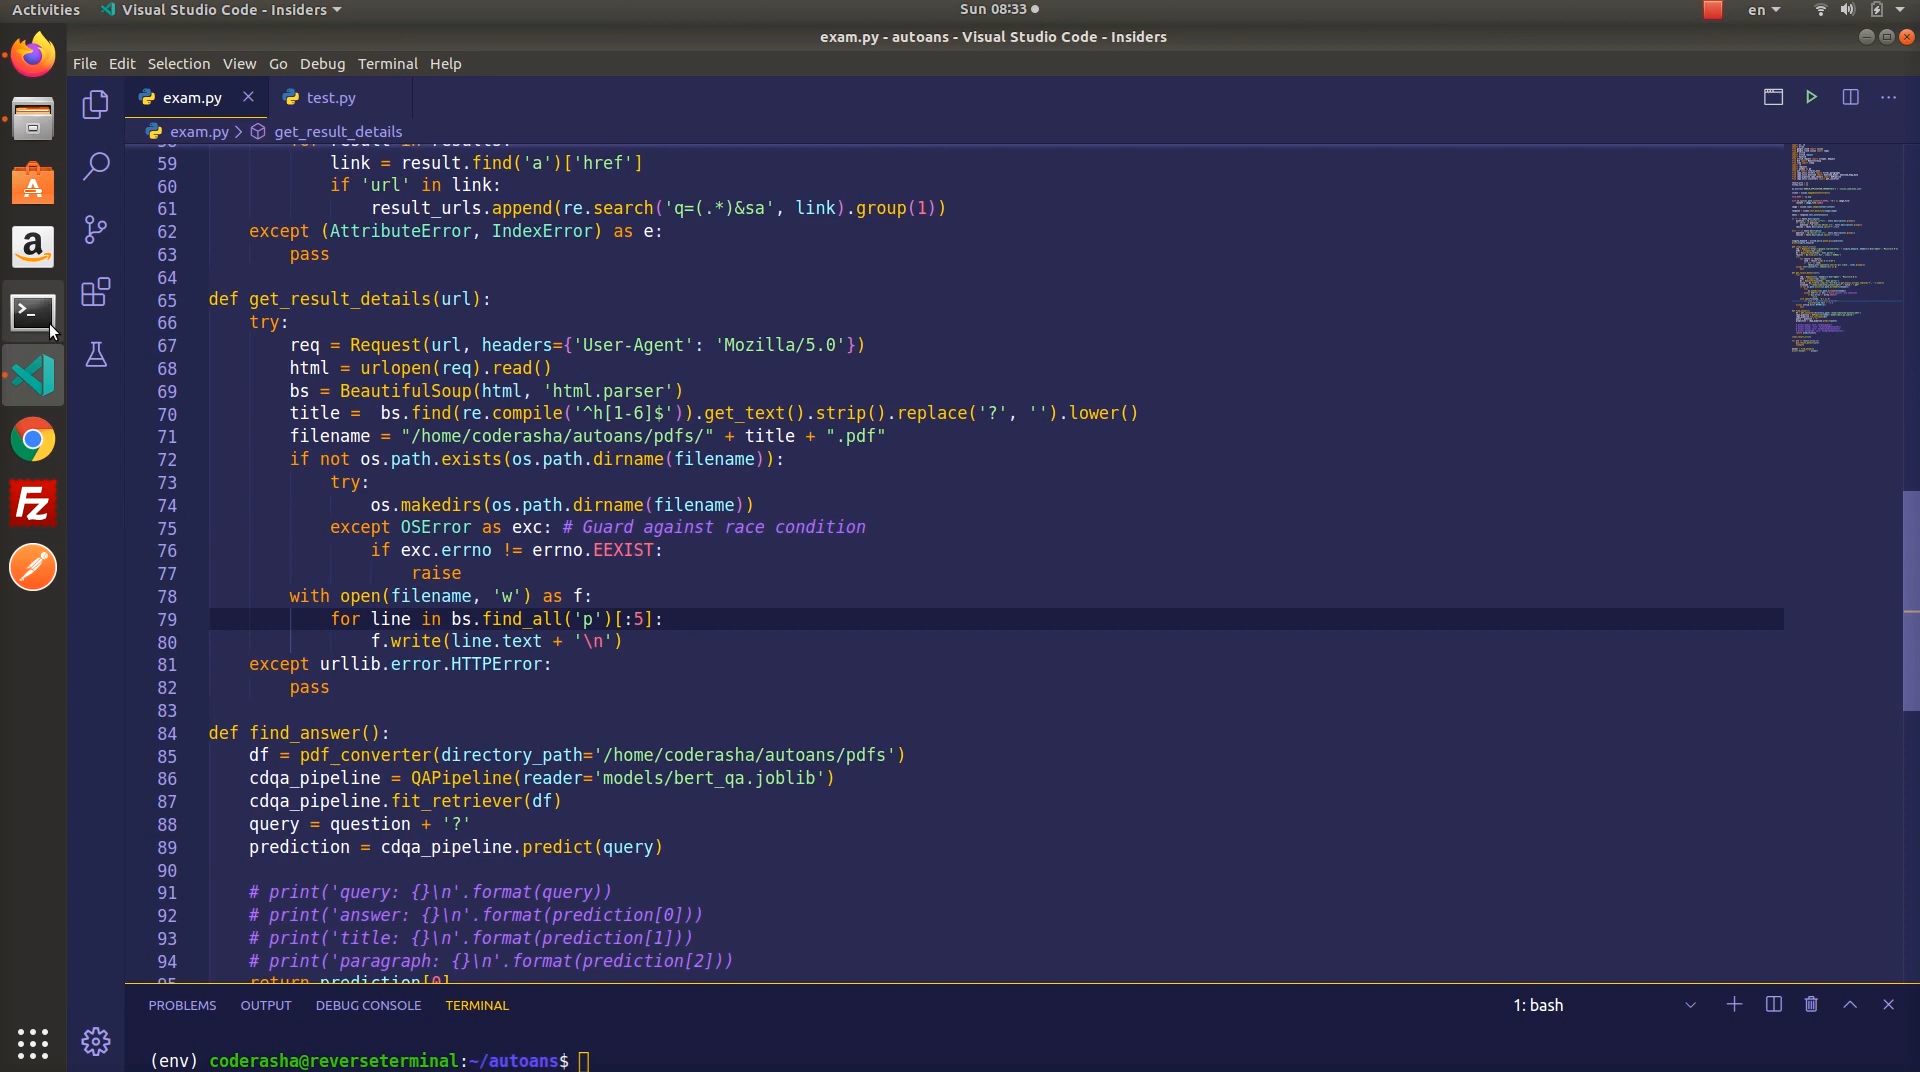 Activities Visual Studio Code - Insiders Sun 08:33 en
exam.py - autoans - Visual Studio Code - Insiders
File Edit Selection View Go Debug Terminal Help
exam.py test.py
exam.py > get_result_details
58 for result in results:
59 link = result.find('a')['href']
60 if 'url' in link:
61 result_urls.append(re.search('q=(.*)&sa', link).group(1))
62 except (AttributeError, IndexError) as e:
63 pass
64
65 def get_result_details(url):
66 try:
67 req = Request(url, headers={'User-Agent': 'Mozilla/5.0'})
68 html = urlopen(req).read()
69 bs = BeautifulSoup(html, 'html.parser')
70 title =  bs.find(re.compile('^h[1-6]$')).get_text().strip().replace('?', '').lower()
71 filename = "/home/coderasha/autoans/pdfs/" + title + ".pdf"
72 if not os.path.exists(os.path.dirname(filename)):
73 try:
74 os.makedirs(os.path.dirname(filename))
75 except OSError as exc: # Guard against race condition
76 if exc.errno != errno.EEXIST:
77 raise
78 with open(filename, 'w') as f:
79 for line in bs.find_all('p')[:5]:
80 f.write(line.text + '\n')
81 except urllib.error.HTTPError:
82 pass
83
84 def find_answer():
85 df = pdf_converter(directory_path='/home/coderasha/autoans/pdfs')
86 cdqa_pipeline = QAPipeline(reader='models/bert_qa.joblib')
87 cdqa_pipeline.fit_retriever(df)
88 query = question + '?'
89 prediction = cdqa_pipeline.predict(query)
90
91 # print('query: {}\n'.format(query))
92 # print('answer: {}\n'.format(prediction[0]))
93 # print('title: {}\n'.format(prediction[1]))
94 # print('paragraph: {}\n'.format(prediction[2]))
95 return prediction[0]
PROBLEMS OUTPUT DEBUG CONSOLE TERMINAL 1: bash
(env) coderasha@reverseterminal:~/autoans$